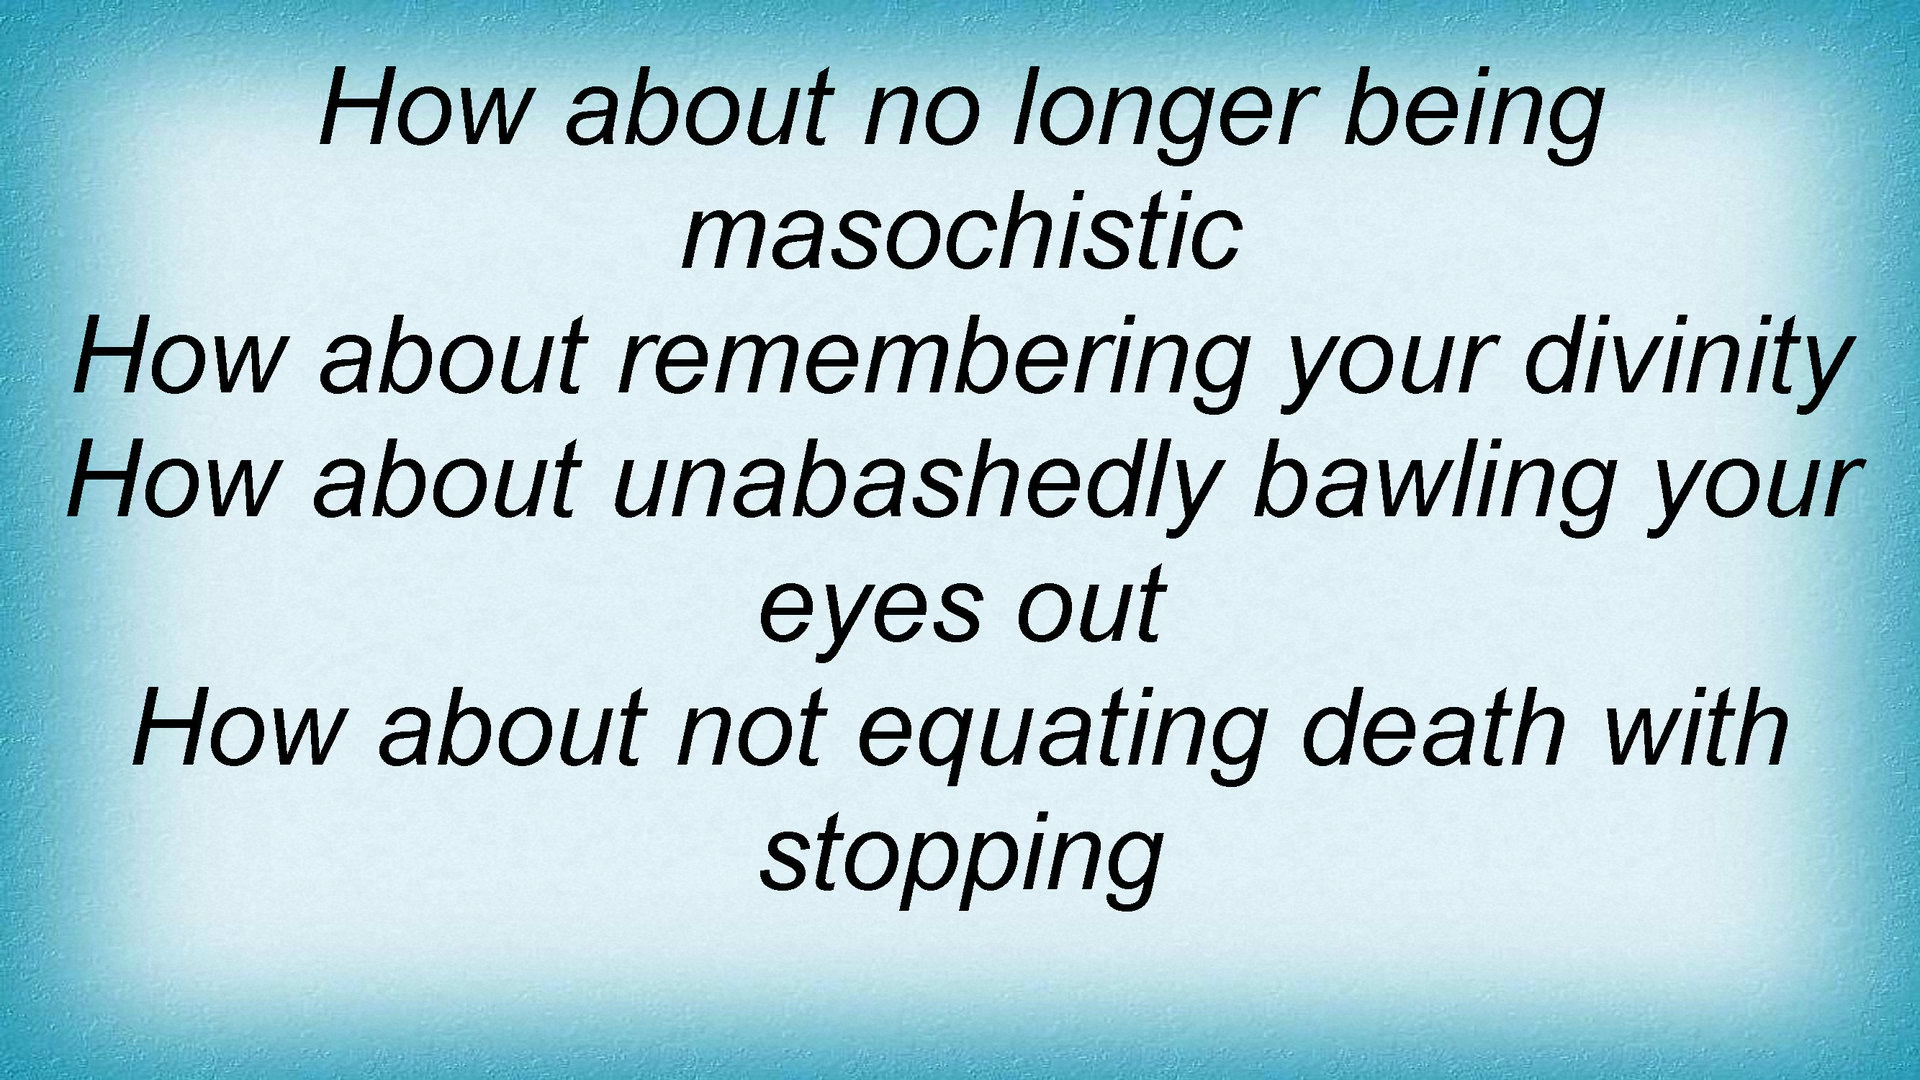 How about no longer being
masochistic
How about remembering your divinity
How about unabashedly bawling your
eyes out
How about not equating death with
stopping